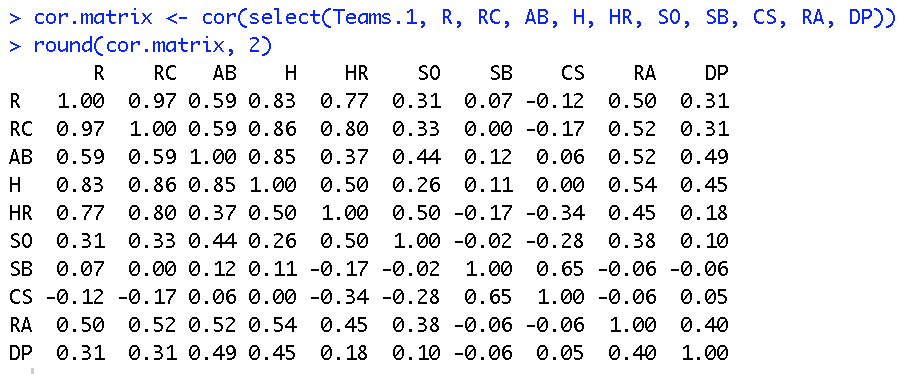 > cor.matrix <- cor(select(Teams.1, R, RC, AB, H, HR, SO, SB, CS, RA, DP))
> round(cor.matrix, 2)
       R    RC   AB    H    HR    SO    SB    CS    RA    DP
R   1.00  0.97 0.59 0.83  0.77  0.31  0.07 -0.12  0.50  0.31
RC  0.97  1.00 0.59 0.86  0.80  0.33  0.00 -0.17  0.52  0.31
AB  0.59  0.59 1.00 0.85  0.37  0.44  0.12  0.06  0.52  0.49
H   0.83  0.86 0.85 1.00  0.50  0.26  0.11  0.00  0.54  0.45
HR  0.77  0.80 0.37 0.50  1.00  0.50 -0.17 -0.34  0.45  0.18
SO  0.31  0.33 0.44 0.26  0.50  1.00 -0.02 -0.28  0.38  0.10
SB  0.07  0.00 0.12 0.11 -0.17 -0.02  1.00  0.65 -0.06 -0.06
CS -0.12 -0.17 0.06 0.00 -0.34 -0.28  0.65  1.00 -0.06  0.05
RA  0.50  0.52 0.52 0.54  0.45  0.38 -0.06 -0.06  1.00  0.40
DP  0.31  0.31 0.49 0.45  0.18  0.10 -0.06  0.05  0.40  1.00